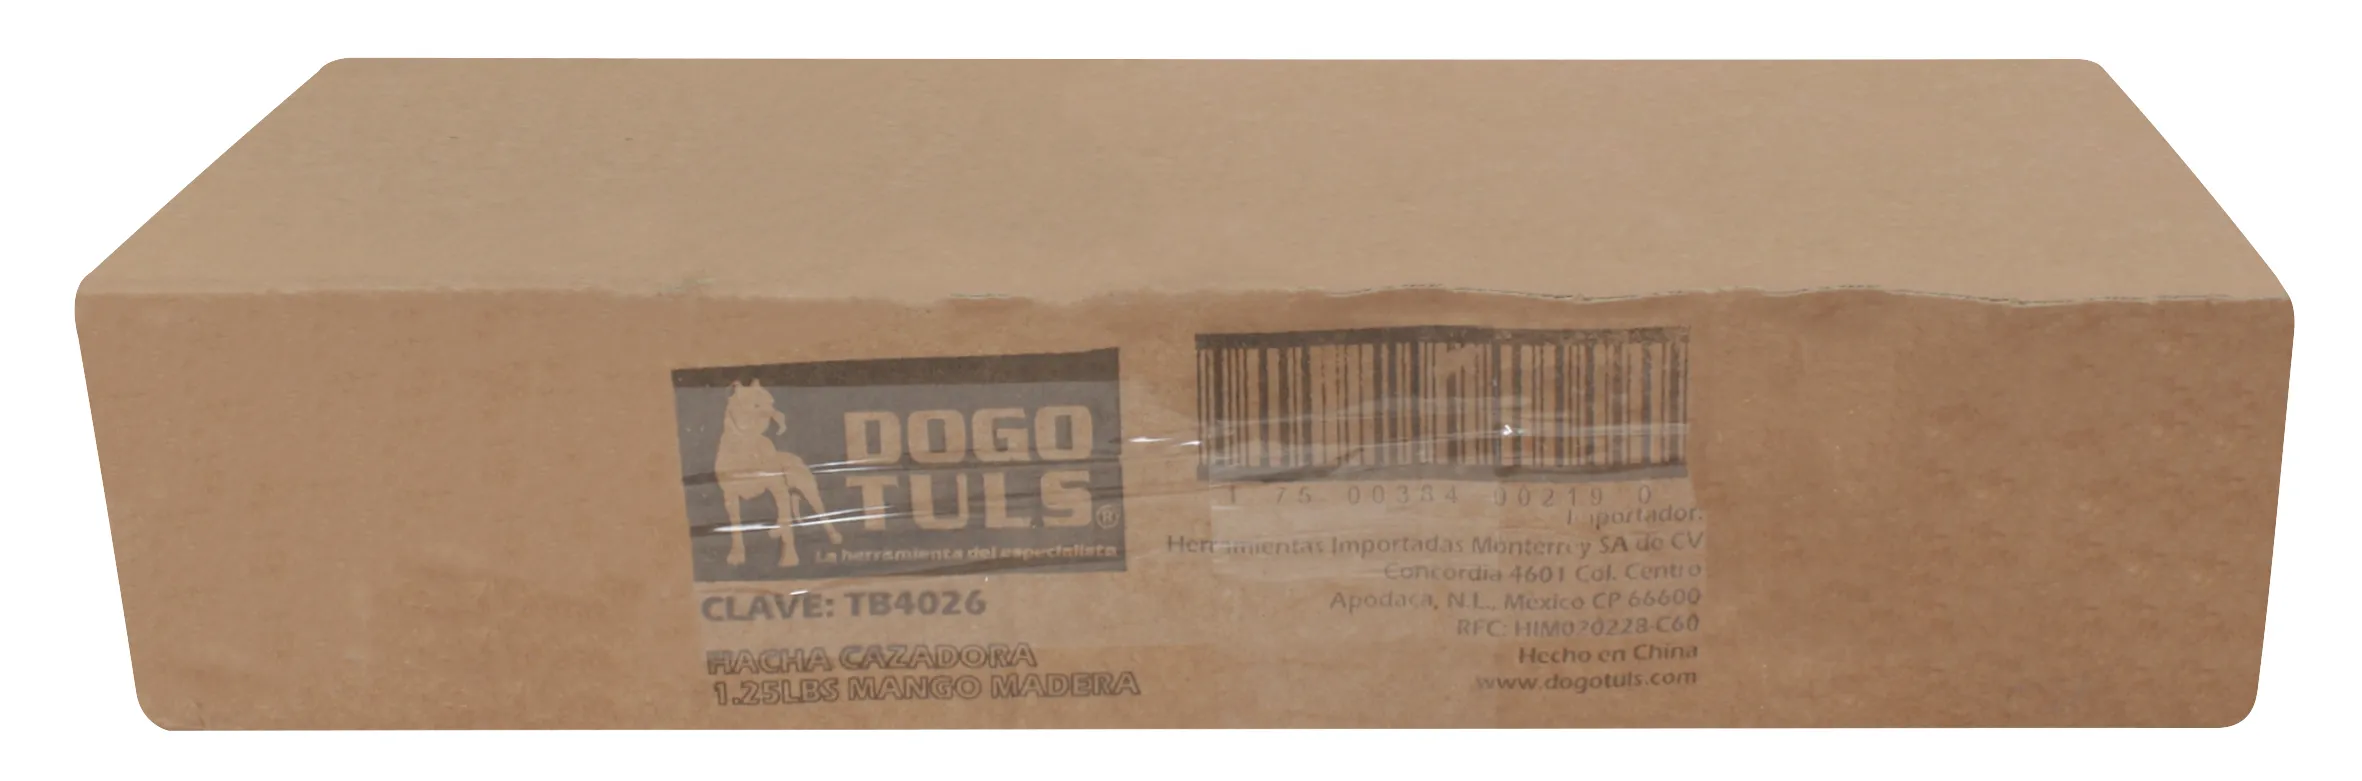 DOGO
TULS®
La herramienta del especialista
CLAVE: TB4026
HACHA CAZADORA
1.25LBS MANGO MADERA
1 75 00384 00219 0
Importador:
Herramientas Importadas Monterrey SA de CV
Concordia 4601 Col. Centro
Apodaca, N.L., México CP 66600
RFC: HIM020228-C60
Hecho en China
www.dogotuls.com